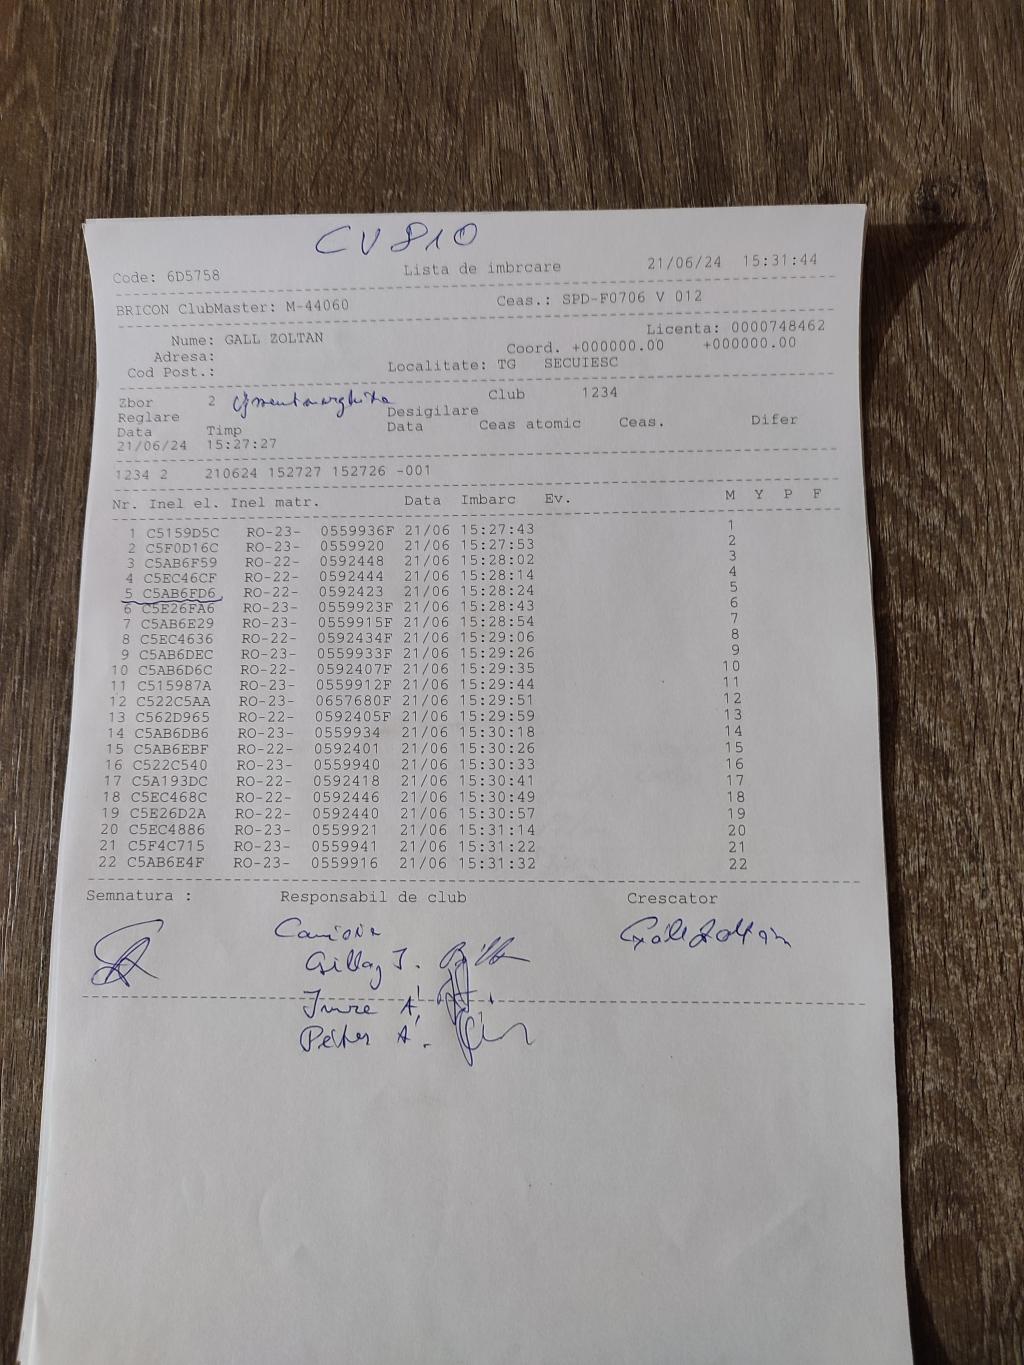 CV810
Code: 6D5758 Lista de imbrcare 21/06/24 15:31:44
BRICON ClubMaster: M-44060 Ceas.: SPD-F0706 V 012
Licenta: 0000748462
Nume: GALL ZOLTAN
Coord. +000000.00 +000000.00
Adresa:
Localitate: TG SECUIESC
Cod Post.:
Zbor 2 Club 1234
Reglare Desigilare
Data Timp Data Ceas atomic Ceas. Difer
21/06/24 15:27:27
1234 2 210624 152727 152726 -001
Nr. Inel el. Inel matr. Data Imbarc Ev. M Y P F
1 C5159D5C RO-23- 0559936F 21/06 15:27:43 1
2 C5F0D16C RO-23- 0559920 21/06 15:27:53 2
3 C5AB6F59 RO-22- 0592448 21/06 15:28:02 3
4 C5EC46CF RO-22- 0592444 21/06 15:28:14 4
5 C5AB6FD6 RO-22- 0592423 21/06 15:28:24 5
6 C5E26FA6 RO-23- 0559923F 21/06 15:28:43 6
7 C5AB6E29 RO-23- 0559915F 21/06 15:28:54 7
8 C5EC4636 RO-22- 0592434F 21/06 15:29:06 8
9 C5AB6DEC RO-23- 0559933F 21/06 15:29:26 9
10 C5AB6D6C RO-22- 0592407F 21/06 15:29:35 10
11 C515987A RO-23- 0559912F 21/06 15:29:44 11
12 C522C5AA RO-23- 0657680F 21/06 15:29:51 12
13 C562D965 RO-22- 0592405F 21/06 15:29:59 13
14 C5AB6DB6 RO-23- 0559934 21/06 15:30:18 14
15 C5AB6EBF RO-22- 0592401 21/06 15:30:26 15
16 C522C540 RO-23- 0559940 21/06 15:30:33 16
17 C5A193DC RO-22- 0592418 21/06 15:30:41 17
18 C5EC468C RO-22- 0592446 21/06 15:30:49 18
19 C5E26D2A RO-22- 0592440 21/06 15:30:57 19
20 C5EC4886 RO-23- 0559921 21/06 15:31:14 20
21 C5F4C715 RO-23- 0559941 21/06 15:31:22 21
22 C5AB6E4F RO-23- 0559916 21/06 15:31:32 22
Semnatura : Responsabil de club Crescator
Gáll Zoltán
Imre Á.
Péter Á.